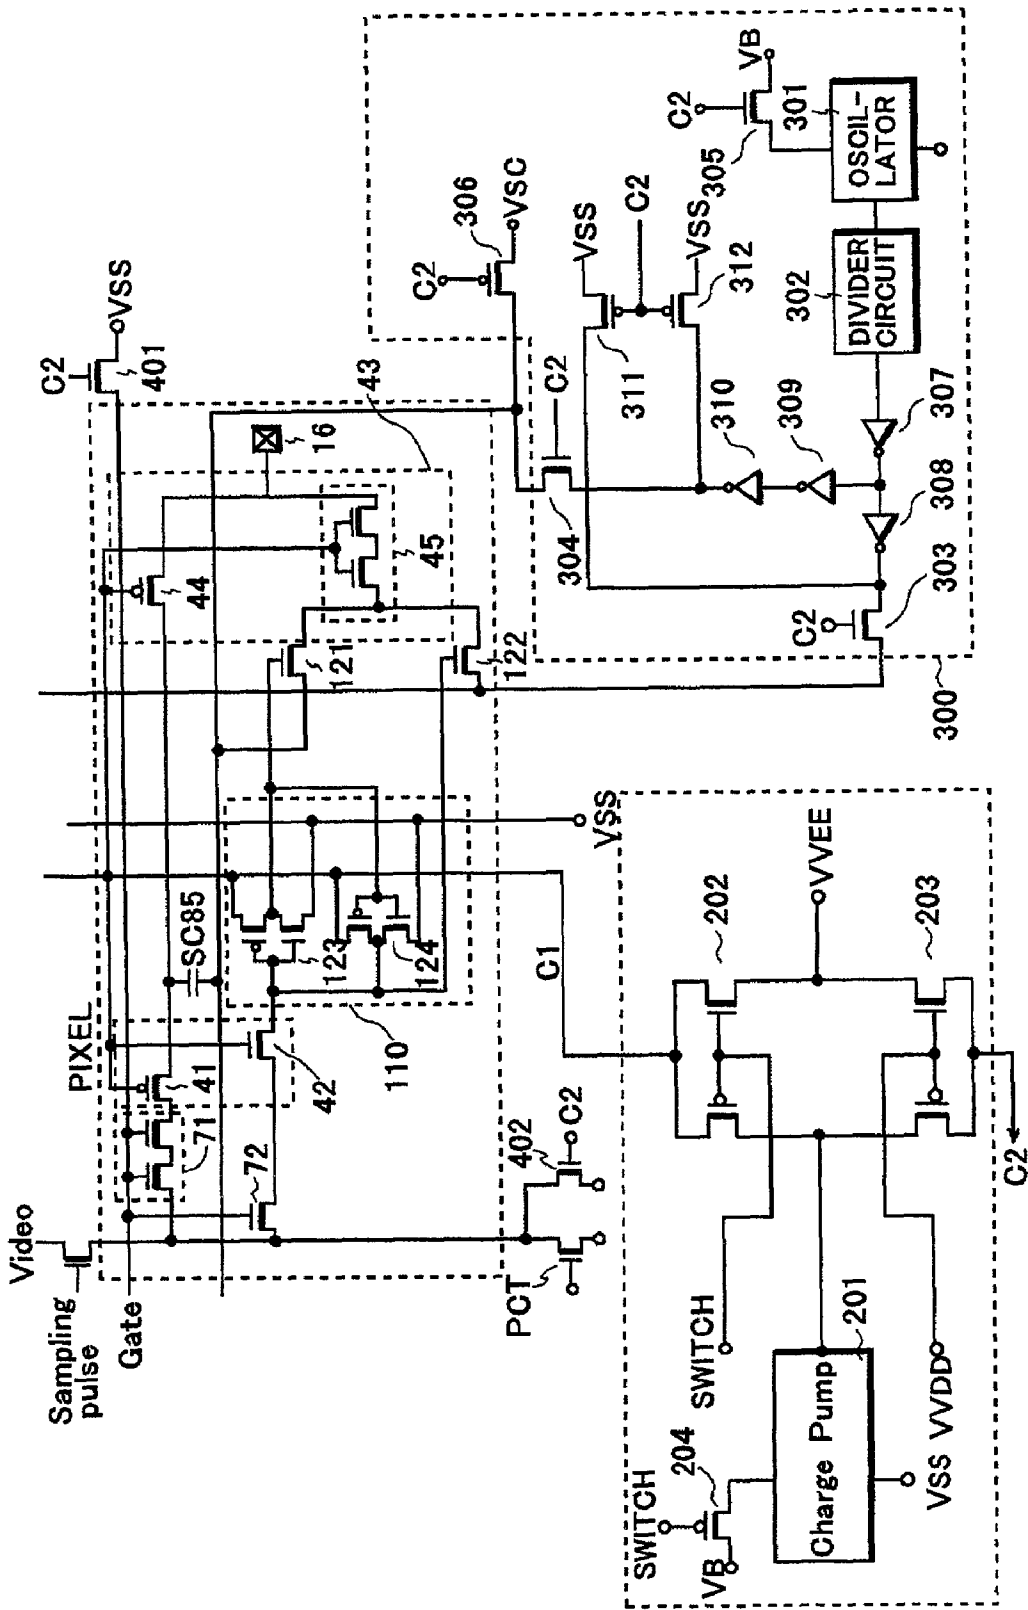 Video
Sampling
pulse
Gate
PIXEL
71
41
72
42
SC85
110
123
124
44
121
122
45
16
43
C2
401
VSS
PCT
402
C2
C1
VSS
C2
306
VSC
304
C2
VSS
311
C2
VSS
312
310
309
307
308
303
C2
300
C2
305
VB
301
OSCIL-
LATOR
302
DIVIDER
CIRCUIT
SWITCH
204
VB
Charge Pump
201
VSS
VVDD
SWITCH
202
VVEE
203
C2